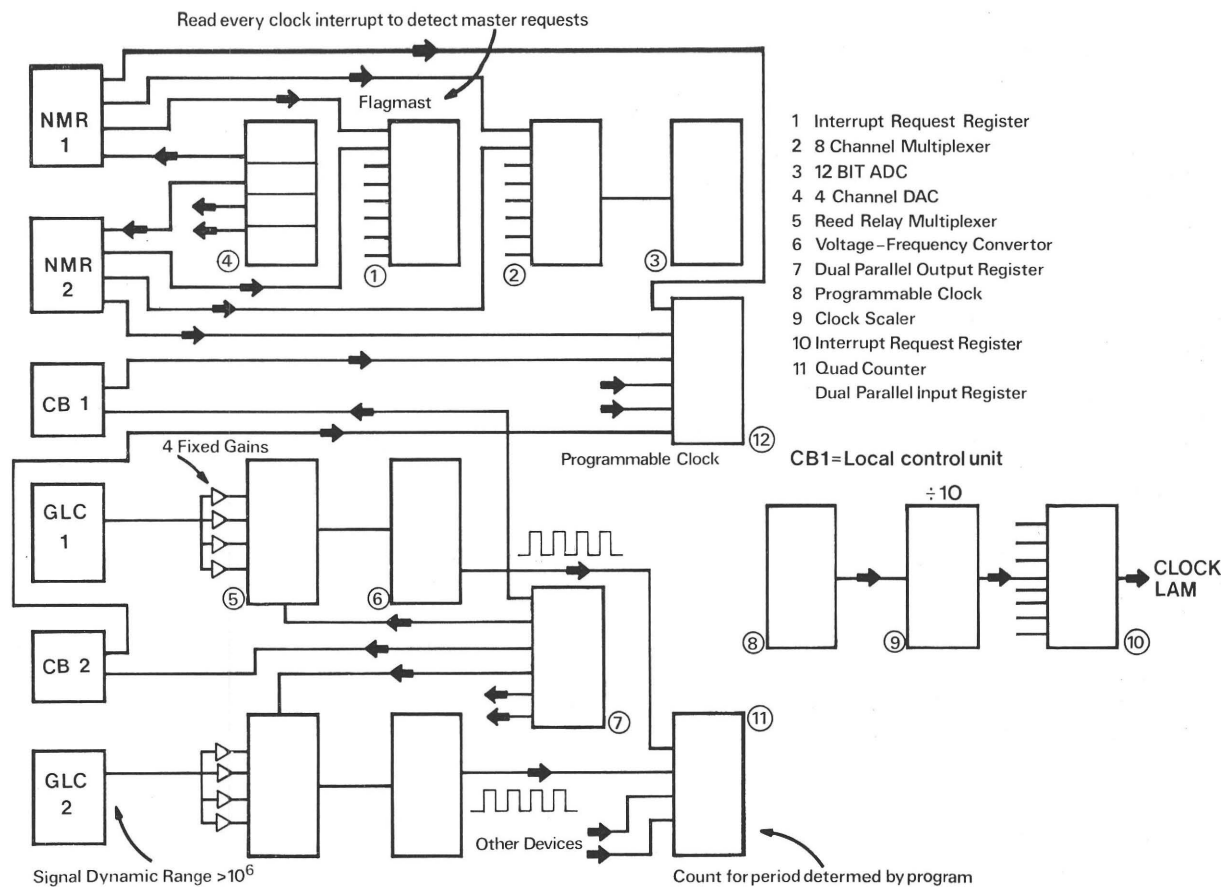 Read every clock interrupt to detect master requests
NMR
1
Flagmast
NMR
2
④
①
②
③
1 Interrupt Request Register
2 8 Channel Multiplexer
3 12 BIT ADC
4 4 Channel DAC
5 Reed Relay Multiplexer
6 Voltage-Frequency Convertor
7 Dual Parallel Output Register
8 Programmable Clock
9 Clock Scaler
10 Interrupt Request Register
11 Quad Counter
Dual Parallel Input Register
CB 1
⑫
4 Fixed Gains
Programmable Clock
CB1=Local control unit
÷10
GLC
1
⑤
⑥
CLOCK
LAM
⑧
⑨
⑩
CB 2
⑦
⑪
GLC
2
Other Devices
Signal Dynamic Range >10⁶
Count for period determed by program